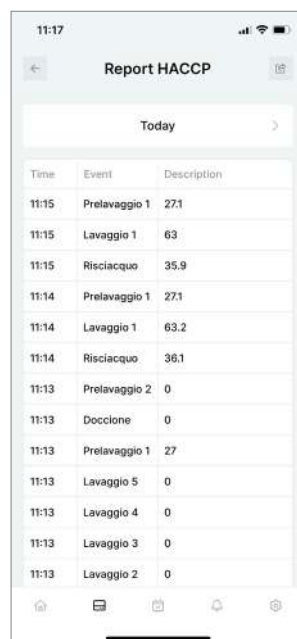 11:17
Report HACCP
Today
Time Event Description
11:15 Prelavaggio 1 27.1
11:15 Lavaggio 1 63
11:15 Risciacquo 35.9
11:14 Prelavaggio 1 27.1
11:14 Lavaggio 1 63.2
11:14 Risciacquo 36.1
11:13 Prelavaggio 2 0
11:13 Doccione 0
11:13 Prelavaggio 1 27
11:13 Lavaggio 5 0
11:13 Lavaggio 4 0
11:13 Lavaggio 3 0
11:13 Lavaggio 2 0